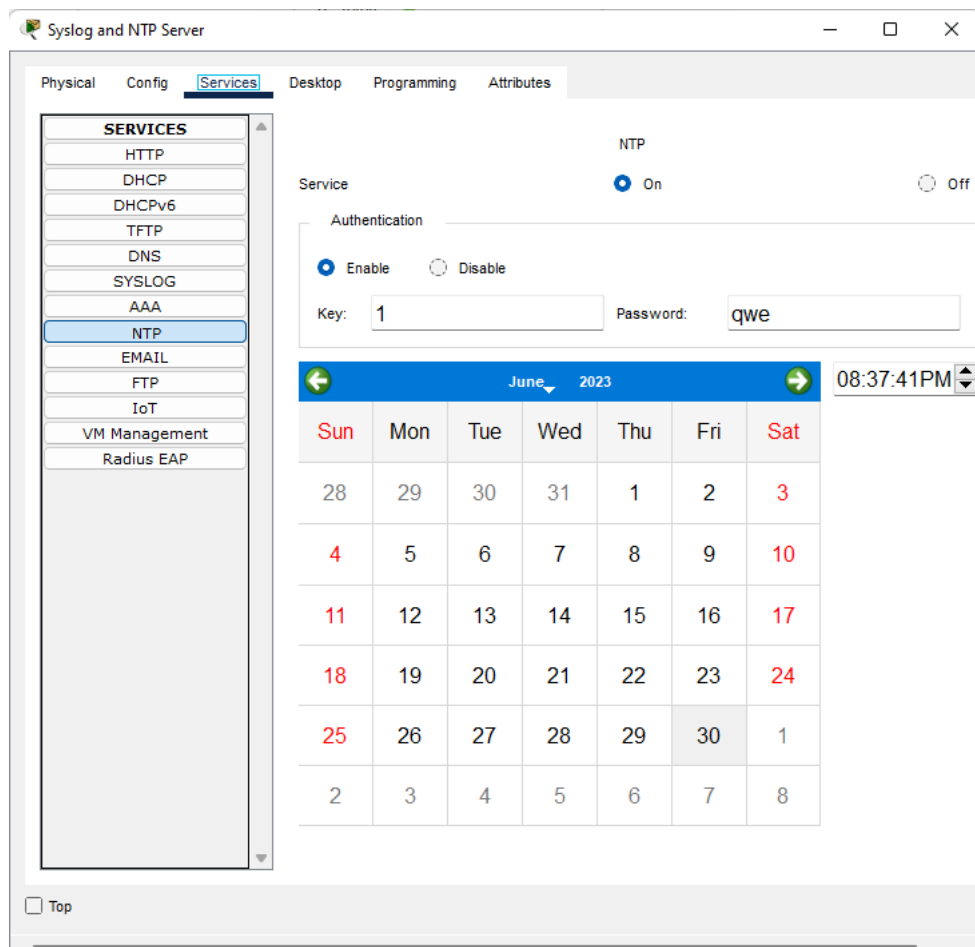 Syslog and NTP Server
Physical Config Services Desktop Programming Attributes
SERVICES
HTTP
DHCP
DHCPv6
TFTP
DNS
SYSLOG
AAA
NTP
EMAIL
FTP
IoT
VM Management
Radius EAP
NTP
Service On Off
Authentication
Enable Disable
Key: 1 Password: qwe
June 2023
08:37:41PM
Sun Mon Tue Wed Thu Fri Sat
28 29 30 31 1 2 3
4 5 6 7 8 9 10
11 12 13 14 15 16 17
18 19 20 21 22 23 24
25 26 27 28 29 30 1
2 3 4 5 6 7 8
Top